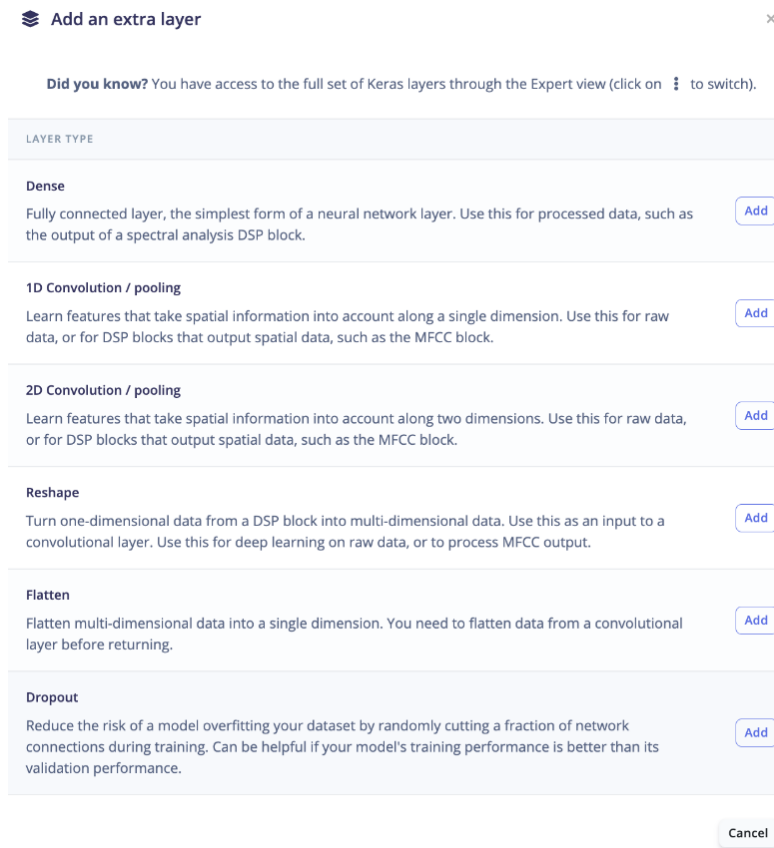 Add an extra layer
Did you know? You have access to the full set of Keras layers through the Expert view (click on ⋮ to switch).
LAYER TYPE
Dense
Fully connected layer, the simplest form of a neural network layer. Use this for processed data, such as
the output of a spectral analysis DSP block.
Add
1D Convolution / pooling
Learn features that take spatial information into account along a single dimension. Use this for raw
data, or for DSP blocks that output spatial data, such as the MFCC block.
Add
2D Convolution / pooling
Learn features that take spatial information into account along two dimensions. Use this for raw data,
or for DSP blocks that output spatial data, such as the MFCC block.
Add
Reshape
Turn one-dimensional data from a DSP block into multi-dimensional data. Use this as an input to a
convolutional layer. Use this for deep learning on raw data, or to process MFCC output.
Add
Flatten
Flatten multi-dimensional data into a single dimension. You need to flatten data from a convolutional
layer before returning.
Add
Dropout
Reduce the risk of a model overfitting your dataset by randomly cutting a fraction of network
connections during training. Can be helpful if your model's training performance is better than its
validation performance.
Add
Cancel